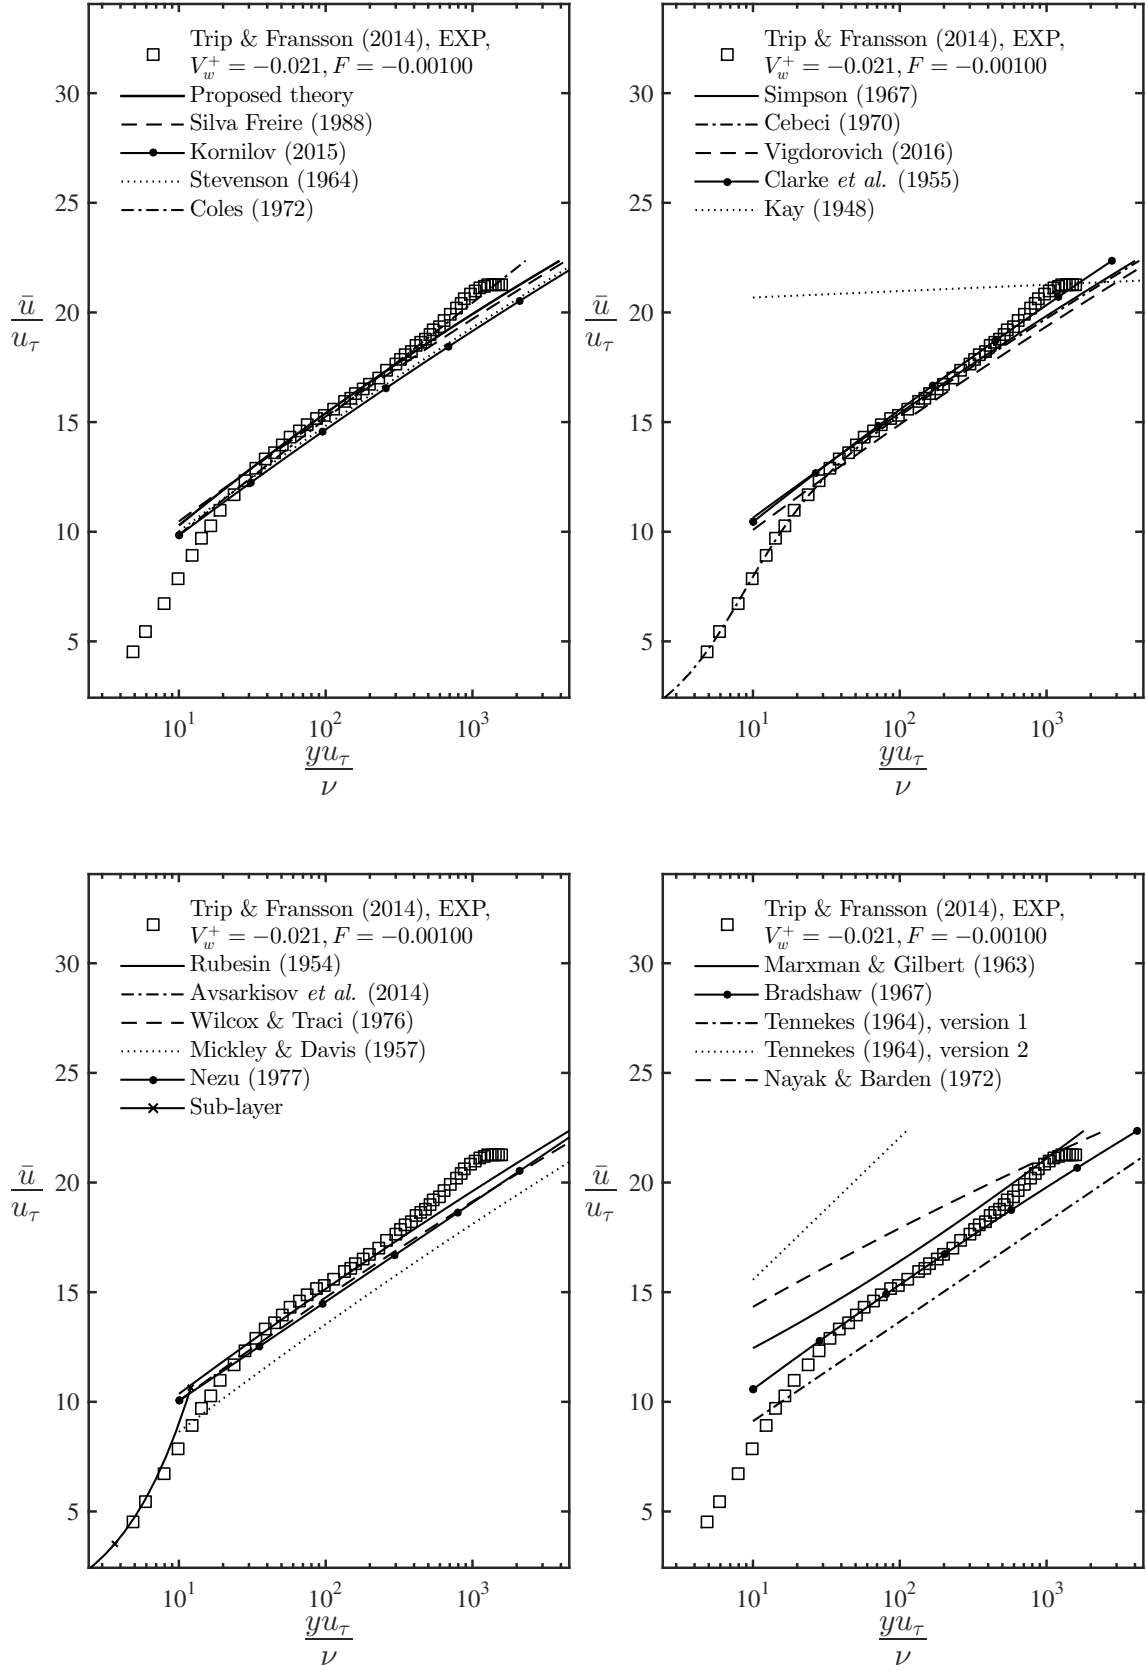 Trip & Fransson (2014), EXP,
V_w^+ = −0.021, F = −0.00100
Proposed theory
Silva Freire (1988)
Kornilov (2015)
Stevenson (1964)
Coles (1972)
30
25
20
15
10
5
ū/u_τ
10^1 10^2 10^3
yu_τ/ν
Trip & Fransson (2014), EXP,
V_w^+ = −0.021, F = −0.00100
Simpson (1967)
Cebeci (1970)
Vigdorovich (2016)
Clarke et al. (1955)
Kay (1948)
30
25
20
15
10
5
ū/u_τ
10^1 10^2 10^3
yu_τ/ν
Trip & Fransson (2014), EXP,
V_w^+ = −0.021, F = −0.00100
Rubesin (1954)
Avsarkisov et al. (2014)
Wilcox & Traci (1976)
Mickley & Davis (1957)
Nezu (1977)
Sub-layer
30
25
20
15
10
5
ū/u_τ
10^1 10^2 10^3
yu_τ/ν
Trip & Fransson (2014), EXP,
V_w^+ = −0.021, F = −0.00100
Marxman & Gilbert (1963)
Bradshaw (1967)
Tennekes (1964), version 1
Tennekes (1964), version 2
Nayak & Barden (1972)
30
25
20
15
10
5
ū/u_τ
10^1 10^2 10^3
yu_τ/ν